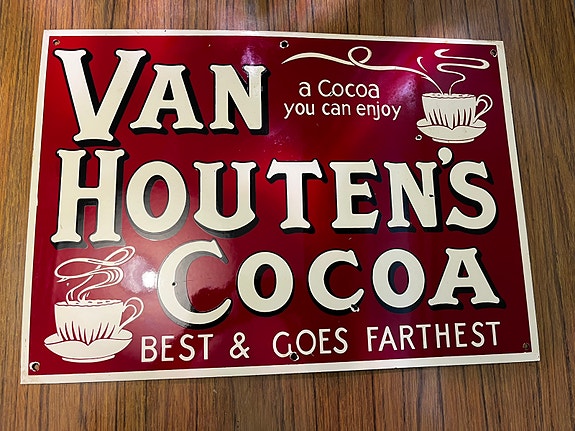 VAN
a Cocoa
you can enjoy
HOUTEN'S
COCOA
BEST & GOES FARTHEST